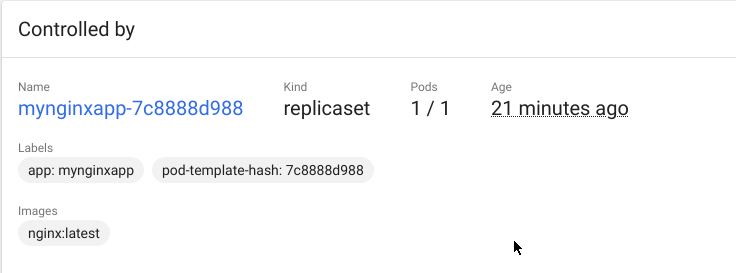 Controlled by
Name Kind Pods Age
mynginxapp-7c8888d988 replicaset 1 / 1 21 minutes ago
Labels
app: mynginxapp pod-template-hash: 7c8888d988
Images
nginx:latest